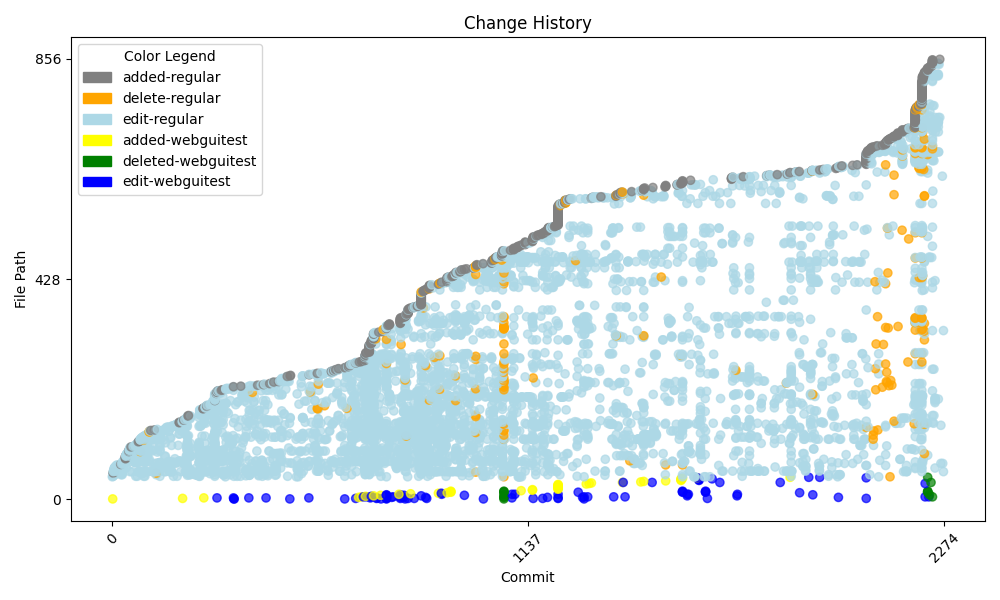 Change History
Color Legend
added-regular
delete-regular
edit-regular
added-webguitest
deleted-webguitest
edit-webguitest
856
428
0
File Path
0
1137
2274
Commit